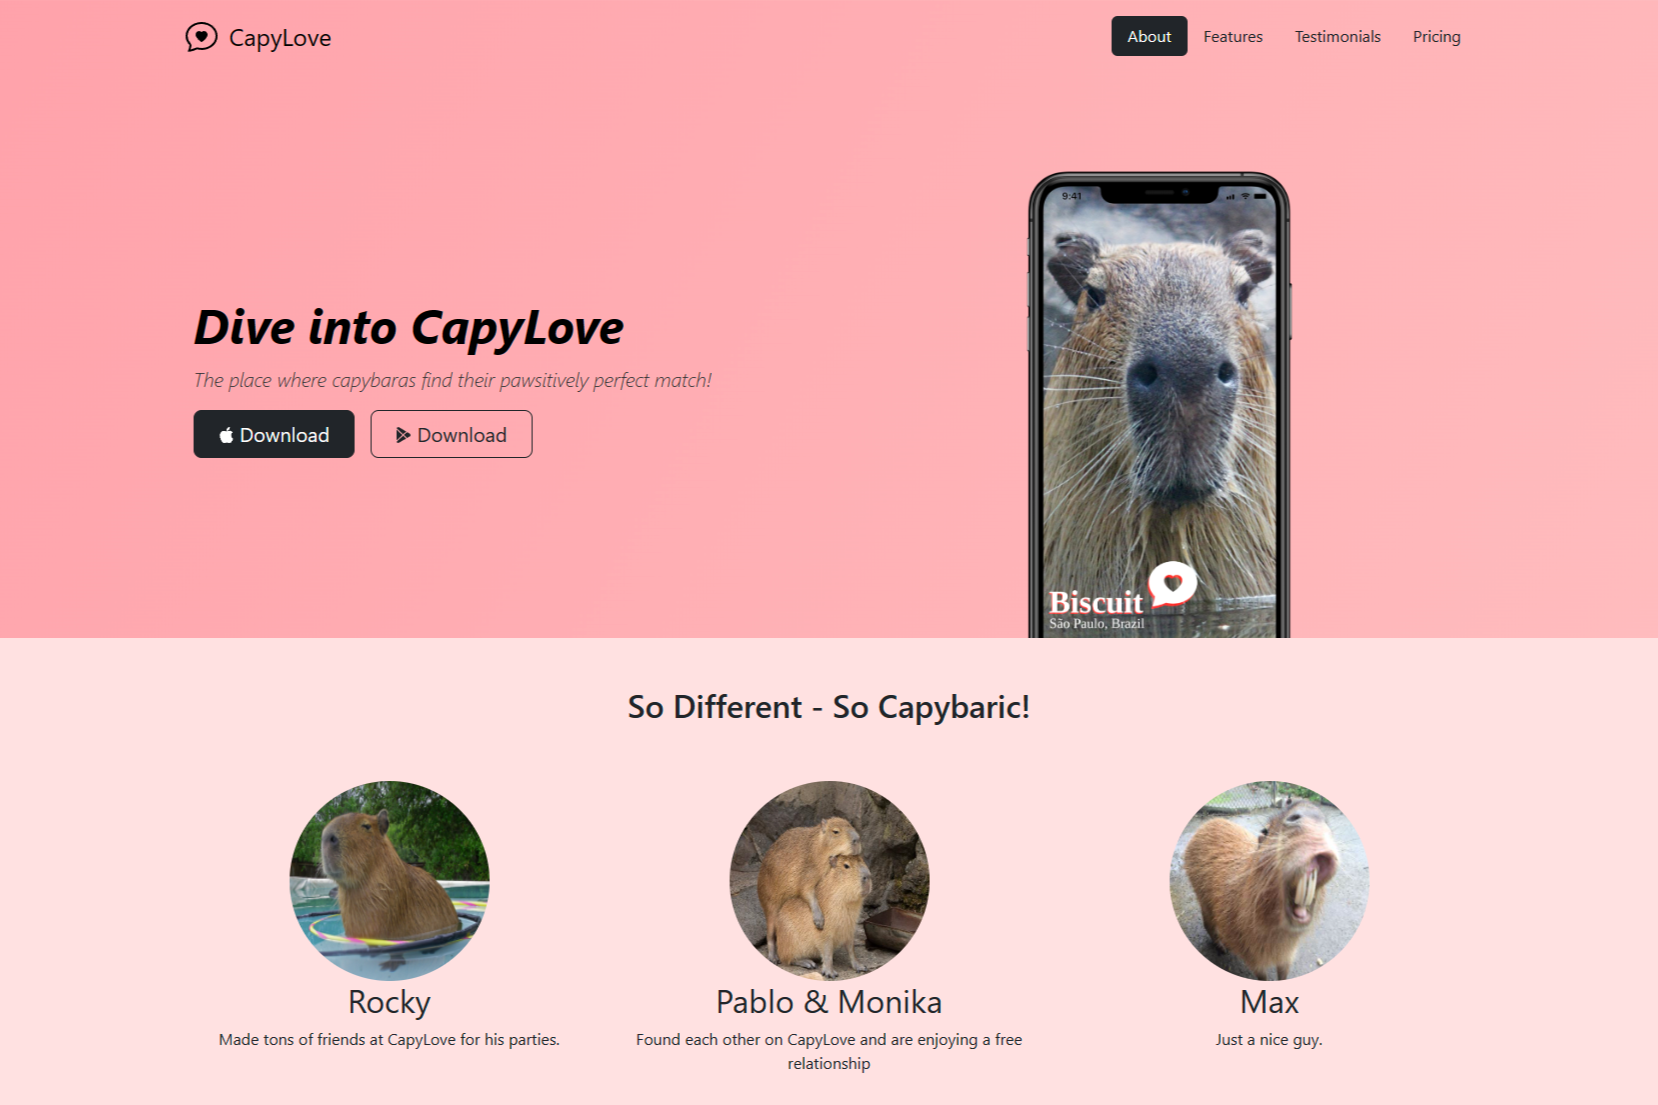 CapyLove
About Features Testimonials Pricing
9:41
Dive into CapyLove
The place where capybaras find their pawsitively perfect match!
Download Download
Biscuit
São Paulo, Brazil
So Different - So Capybaric!
Rocky
Made tons of friends at CapyLove for his parties.
Pablo & Monika
Found each other on CapyLove and are enjoying a free
relationship
Max
Just a nice guy.